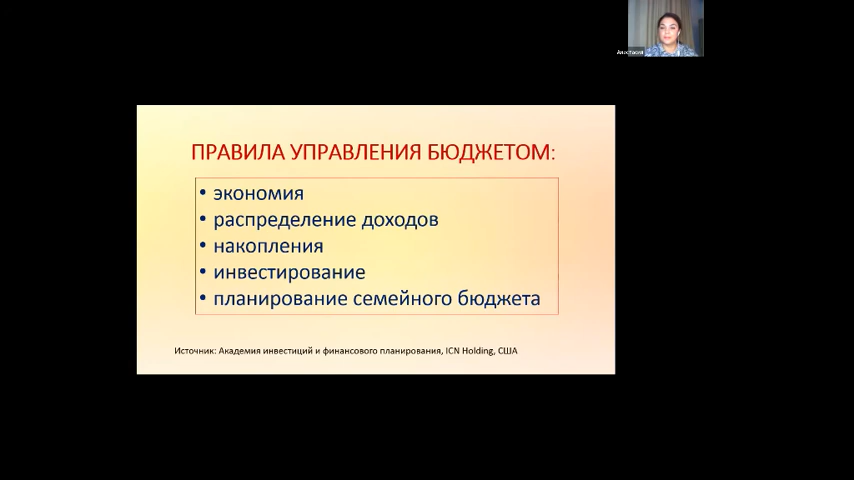 Анастасия
ПРАВИЛА УПРАВЛЕНИЯ БЮДЖЕТОМ:
• экономия
• распределение доходов
• накопления
• инвестирование
• планирование семейного бюджета
Источник: Академия инвестиций и финансового планирования, ICN Holding, США